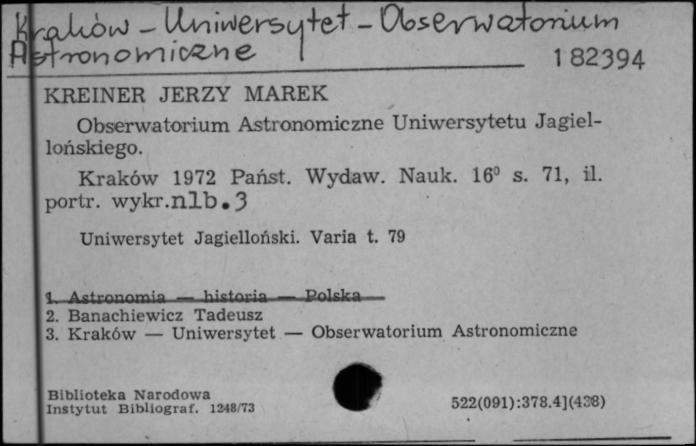 Kraków - Uniwersytet - Obserwatorium
Astronomiczne
182394
KREINER JERZY MAREK
Obserwatorium Astronomiczne Uniwersytetu Jagiel-
lońskiego.
Kraków 1972 Państ. Wydaw. Nauk. 16⁰ s. 71, il.
portr. wykr. nlb. 3
Uniwersytet Jagielloński. Varia t. 79
1. Astronomia — historia — Polska
2. Banachiewicz Tadeusz
3. Kraków — Uniwersytet — Obserwatorium Astronomiczne
Biblioteka Narodowa
Instytut Bibliograf. 1248/73
522(091):378.4](438)